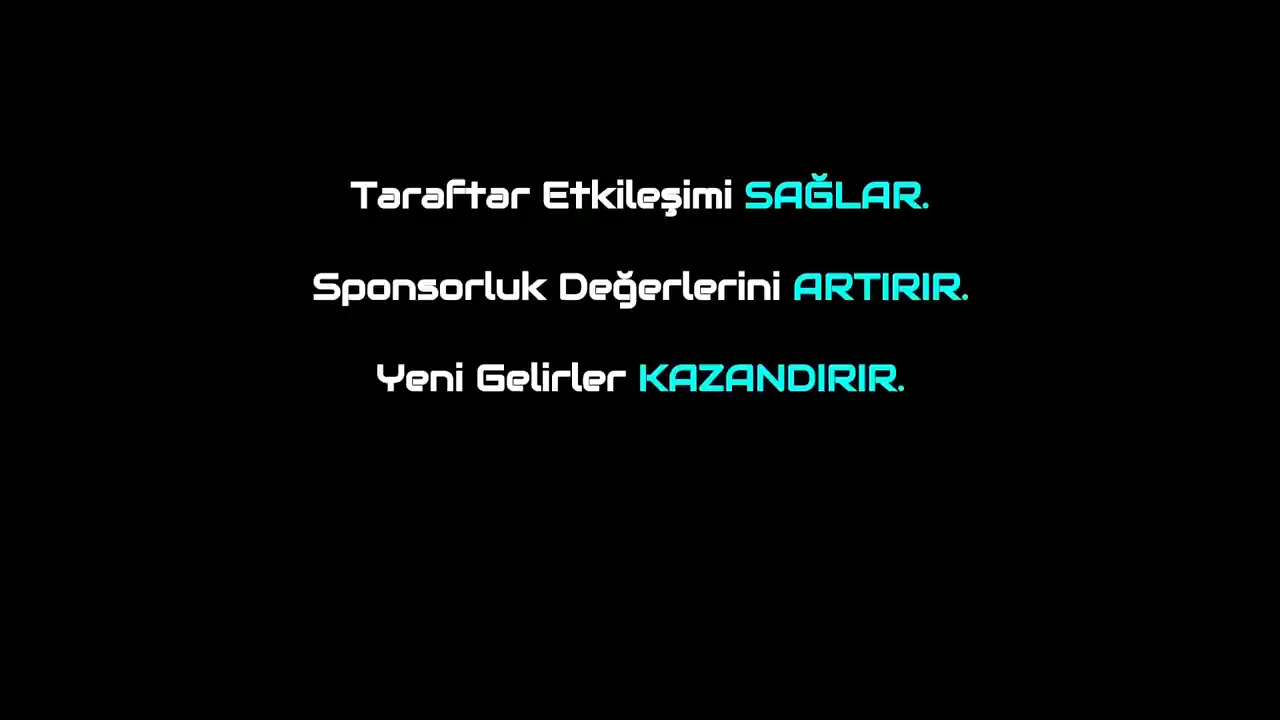 Taraftar Etkileşimi SAĞLAR.
Sponsorluk Değerlerini ARTIRIR.
Yeni Gelirler KAZANDIRIR.